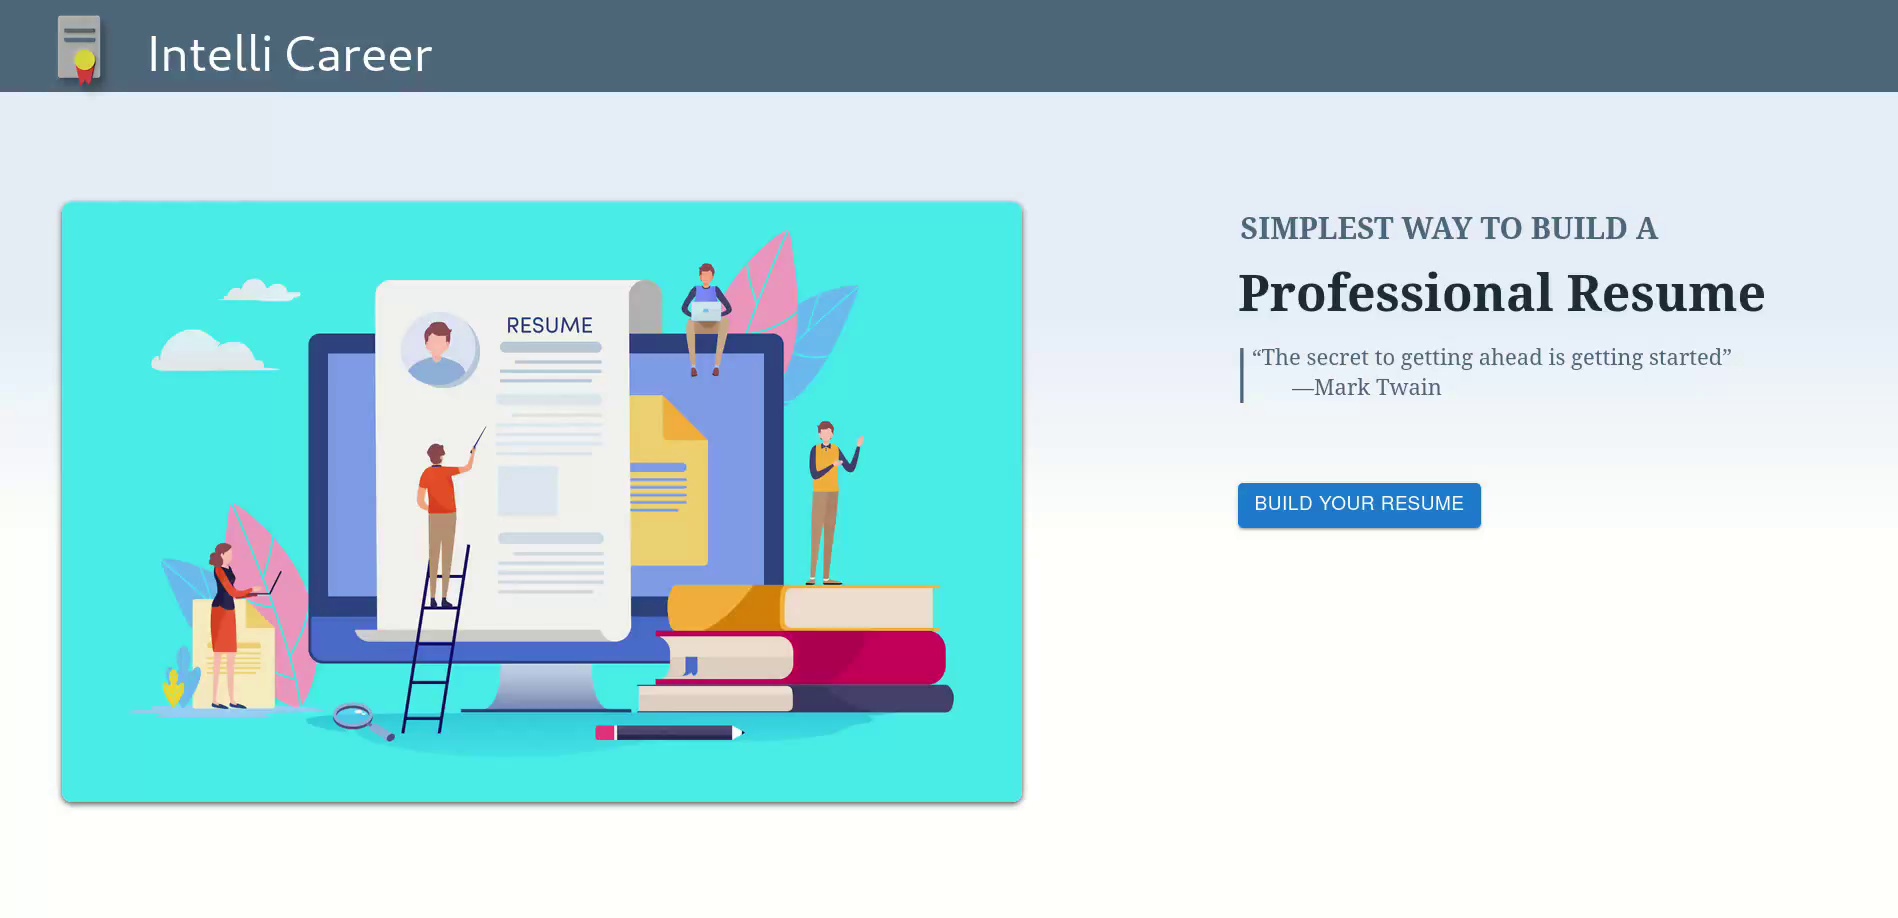 Intelli Career
RESUME
SIMPLEST WAY TO BUILD A
Professional Resume
“The secret to getting ahead is getting started”
—Mark Twain
BUILD YOUR RESUME